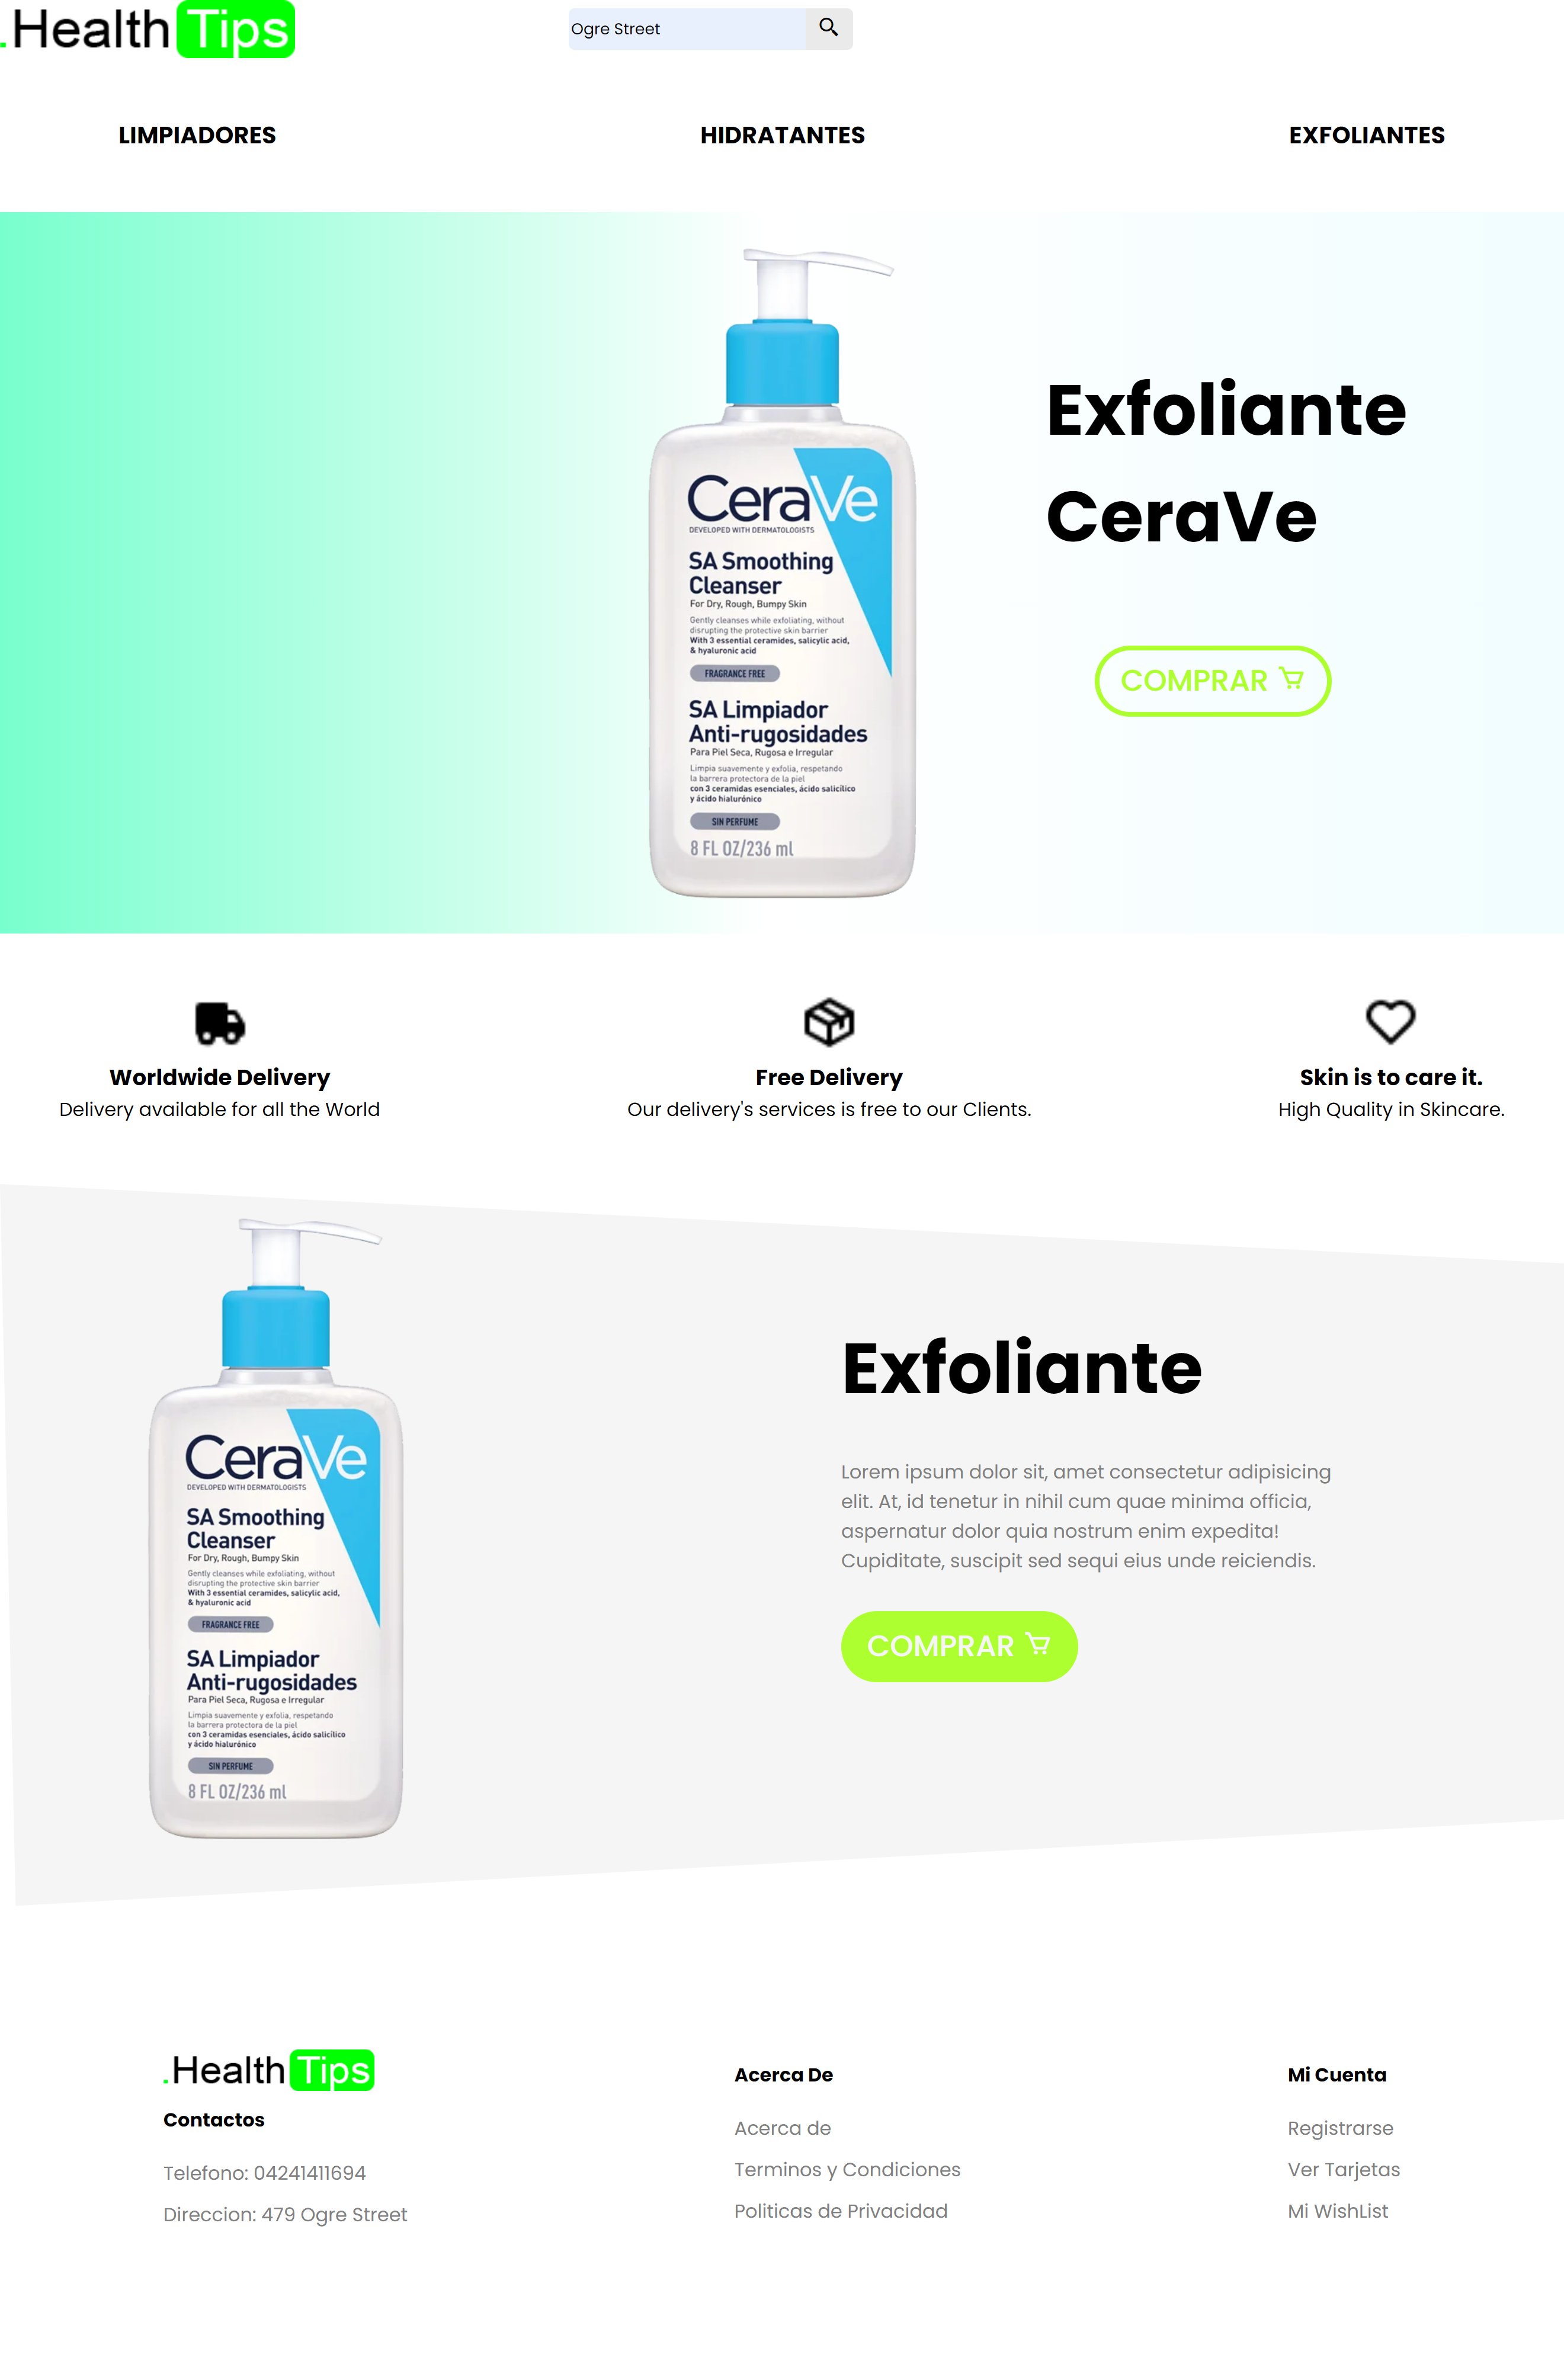 .Health Tips
Ogre Street
LIMPIADORES
HIDRATANTES
EXFOLIANTES
CeraVe
DEVELOPED WITH DERMATOLOGISTS
SA Smoothing
Cleanser
For Dry, Rough, Bumpy Skin
Gently cleanses while exfoliating, without
disrupting the protective skin barrier
With 3 essential ceramides, salicylic acid,
& hyaluronic acid
FRAGRANCE FREE
SA Limpiador
Anti-rugosidades
Para Piel Seca, Rugosa e Irregular
Limpia suavemente y exfolia, respetando
la barrera protectora de la piel
con 3 ceramidas esenciales, ácido salicílico
y ácido hialurónico
SIN PERFUME
8 FL OZ/236 ml
Exfoliante
CeraVe
COMPRAR
Worldwide Delivery
Delivery available for all the World
Free Delivery
Our delivery's services is free to our Clients.
Skin is to care it.
High Quality in Skincare.
CeraVe
DEVELOPED WITH DERMATOLOGISTS
SA Smoothing
Cleanser
For Dry, Rough, Bumpy Skin
Gently cleanses while exfoliating, without
disrupting the protective skin barrier
With 3 essential ceramides, salicylic acid,
& hyaluronic acid
FRAGRANCE FREE
SA Limpiador
Anti-rugosidades
Para Piel Seca, Rugosa e Irregular
Limpia suavemente y exfolia, respetando
la barrera protectora de la piel
con 3 ceramidas esenciales, ácido salicílico
y ácido hialurónico
SIN PERFUME
8 FL OZ/236 ml
Exfoliante
Lorem ipsum dolor sit, amet consectetur adipisicing
elit. At, id tenetur in nihil cum quae minima officia,
aspernatur dolor quia nostrum enim expedita!
Cupiditate, suscipit sed sequi eius unde reiciendis.
COMPRAR
.Health Tips
Contactos
Telefono: 04241411694
Direccion: 479 Ogre Street
Acerca De
Acerca de
Terminos y Condiciones
Politicas de Privacidad
Mi Cuenta
Registrarse
Ver Tarjetas
Mi WishList